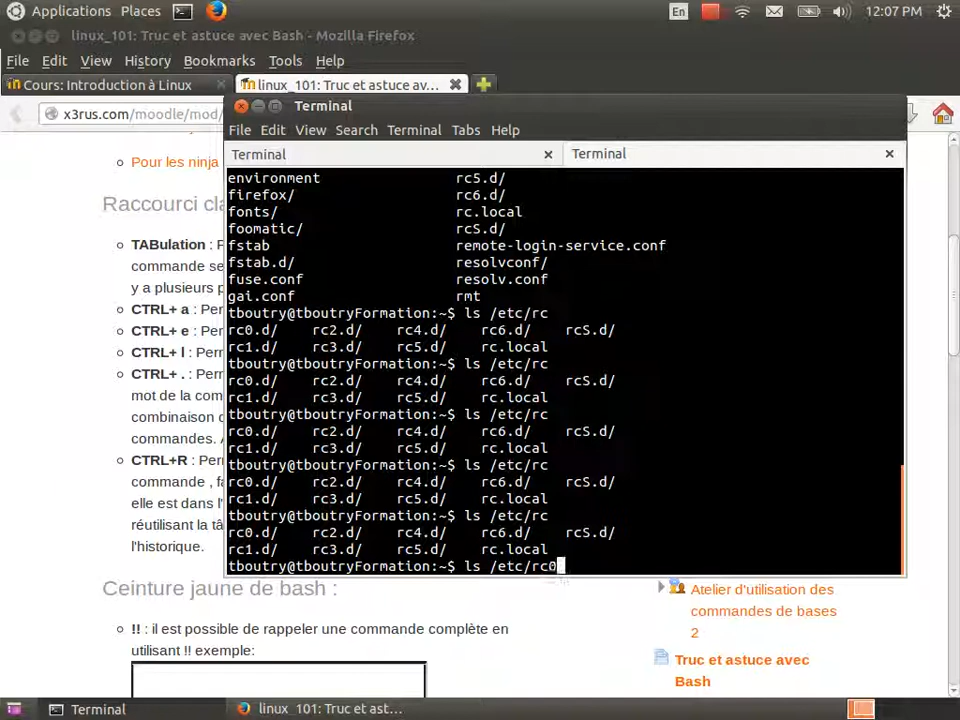 Applications Places En 12:07 PM
linux_101: Truc et astuce avec Bash - Mozilla Firefox
File Edit View History Bookmarks Tools Help
Cours: Introduction à Linux linux_101: Truc et astuce av...
x3rus.com/moodle/mod/
Terminal
File Edit View Search Terminal Tabs Help
Terminal Terminal
Pour les ninja
Raccourci cla
TABulation : P
commande se
y a plusieurs p
CTRL+ a : Per
CTRL+ e : Per
CTRL+ l : Perm
CTRL+ . : Perr
mot de la com
combinaison d
commandes. A
CTRL+R : Perr
commande , fa
elle est dans l'
réutilisant la tâ
l'historique.
environment rc5.d/
firefox/ rc6.d/
fonts/ rc.local
foomatic/ rcS.d/
fstab remote-login-service.conf
fstab.d/ resolvconf/
fuse.conf resolv.conf
gai.conf rmt
tboutry@tboutryFormation:~$ ls /etc/rc
rc0.d/ rc2.d/ rc4.d/ rc6.d/ rcS.d/
rc1.d/ rc3.d/ rc5.d/ rc.local
tboutry@tboutryFormation:~$ ls /etc/rc
rc0.d/ rc2.d/ rc4.d/ rc6.d/ rcS.d/
rc1.d/ rc3.d/ rc5.d/ rc.local
tboutry@tboutryFormation:~$ ls /etc/rc
rc0.d/ rc2.d/ rc4.d/ rc6.d/ rcS.d/
rc1.d/ rc3.d/ rc5.d/ rc.local
tboutry@tboutryFormation:~$ ls /etc/rc
rc0.d/ rc2.d/ rc4.d/ rc6.d/ rcS.d/
rc1.d/ rc3.d/ rc5.d/ rc.local
tboutry@tboutryFormation:~$ ls /etc/rc
rc0.d/ rc2.d/ rc4.d/ rc6.d/ rcS.d/
rc1.d/ rc3.d/ rc5.d/ rc.local
tboutry@tboutryFormation:~$ ls /etc/rc0
Ceinture jaune de bash :
!! : il est possible de rappeler une commande complète en
utilisant !! exemple:
Atelier d'utilisation des
commandes de bases
2
Truc et astuce avec
Bash
Terminal linux_101: Truc et ast...